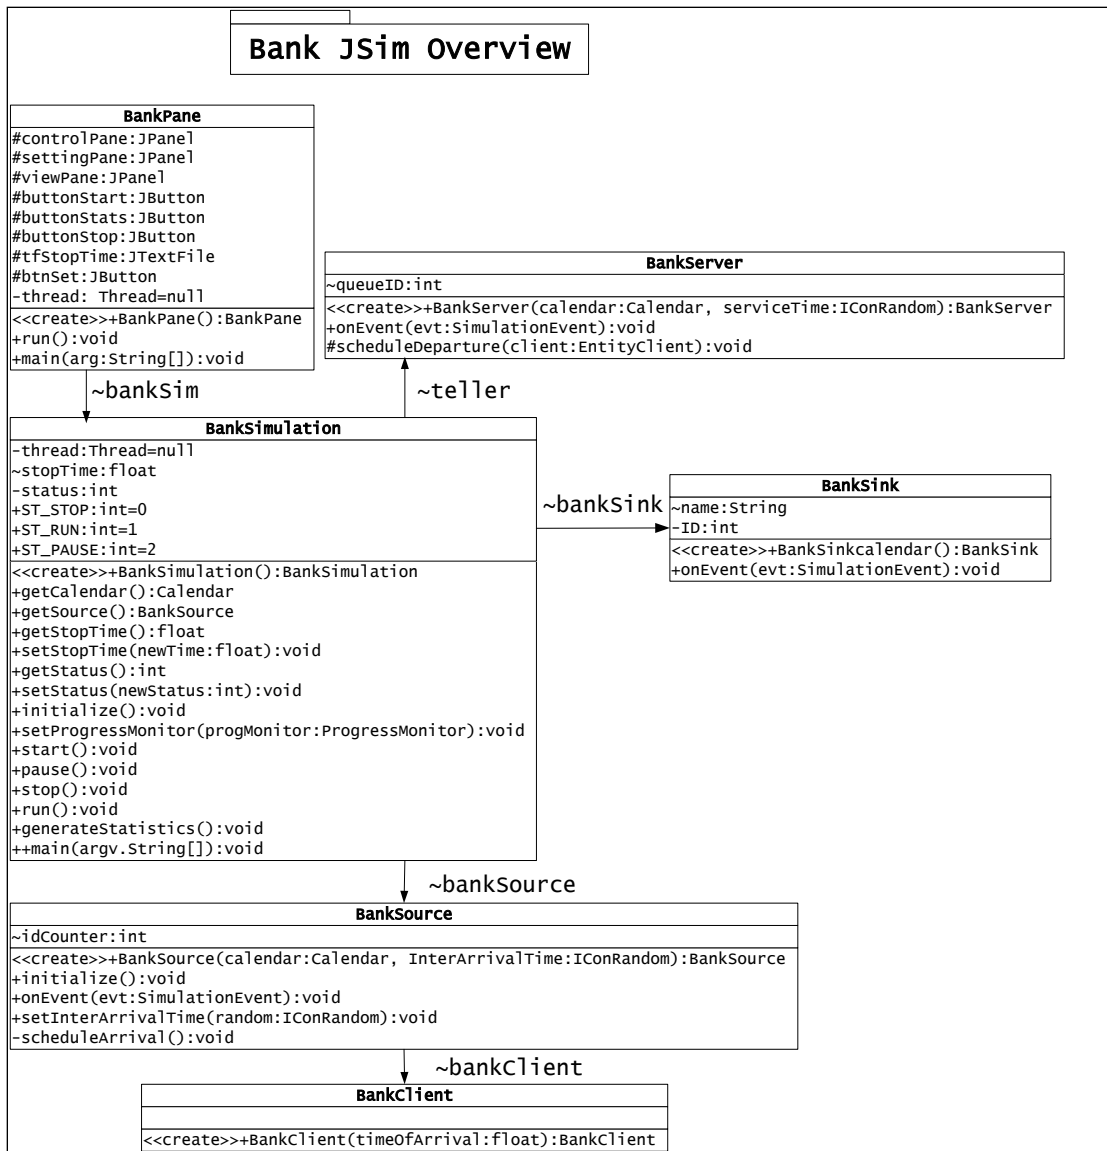 Bank JSim Overview
BankPane
#controlPane:JPanel
#settingPane:JPanel
#viewPane:JPanel
#buttonStart:JButton
#buttonStats:JButton
#buttonStop:JButton
#tfStopTime:JTextFile
#btnSet:JButton
-thread: Thread=null
<<create>>+BankPane():BankPane
+run():void
+main(arg:String[]):void
BankServer
~queueID:int
<<create>>+BankServer(calendar:Calendar, serviceTime:IConRandom):BankServer
+onEvent(evt:SimulationEvent):void
#scheduleDeparture(client:EntityClient):void
~bankSim
~teller
BankSimulation
-thread:Thread=null
~stopTime:float
-status:int
+ST_STOP:int=0
+ST_RUN:int=1
+ST_PAUSE:int=2
<<create>>+BankSimulation():BankSimulation
+getCalendar():Calendar
+getSource():BankSource
+getStopTime():float
+setStopTime(newTime:float):void
+getStatus():int
+setStatus(newStatus:int):void
+initialize():void
+setProgressMonitor(progMonitor:ProgressMonitor):void
+start():void
+pause():void
+stop():void
+run():void
+generateStatistics():void
++main(argv.String[]):void
~bankSink
BankSink
~name:String
-ID:int
<<create>>+BankSinkcalendar():BankSink
+onEvent(evt:SimulationEvent):void
~bankSource
BankSource
~idCounter:int
<<create>>+BankSource(calendar:Calendar, InterArrivalTime:IConRandom):BankSource
+initialize():void
+onEvent(evt:SimulationEvent):void
+setInterArrivalTime(random:IConRandom):void
-scheduleArrival():void
~bankClient
BankClient
<<create>>+BankClient(timeOfArrival:float):BankClient